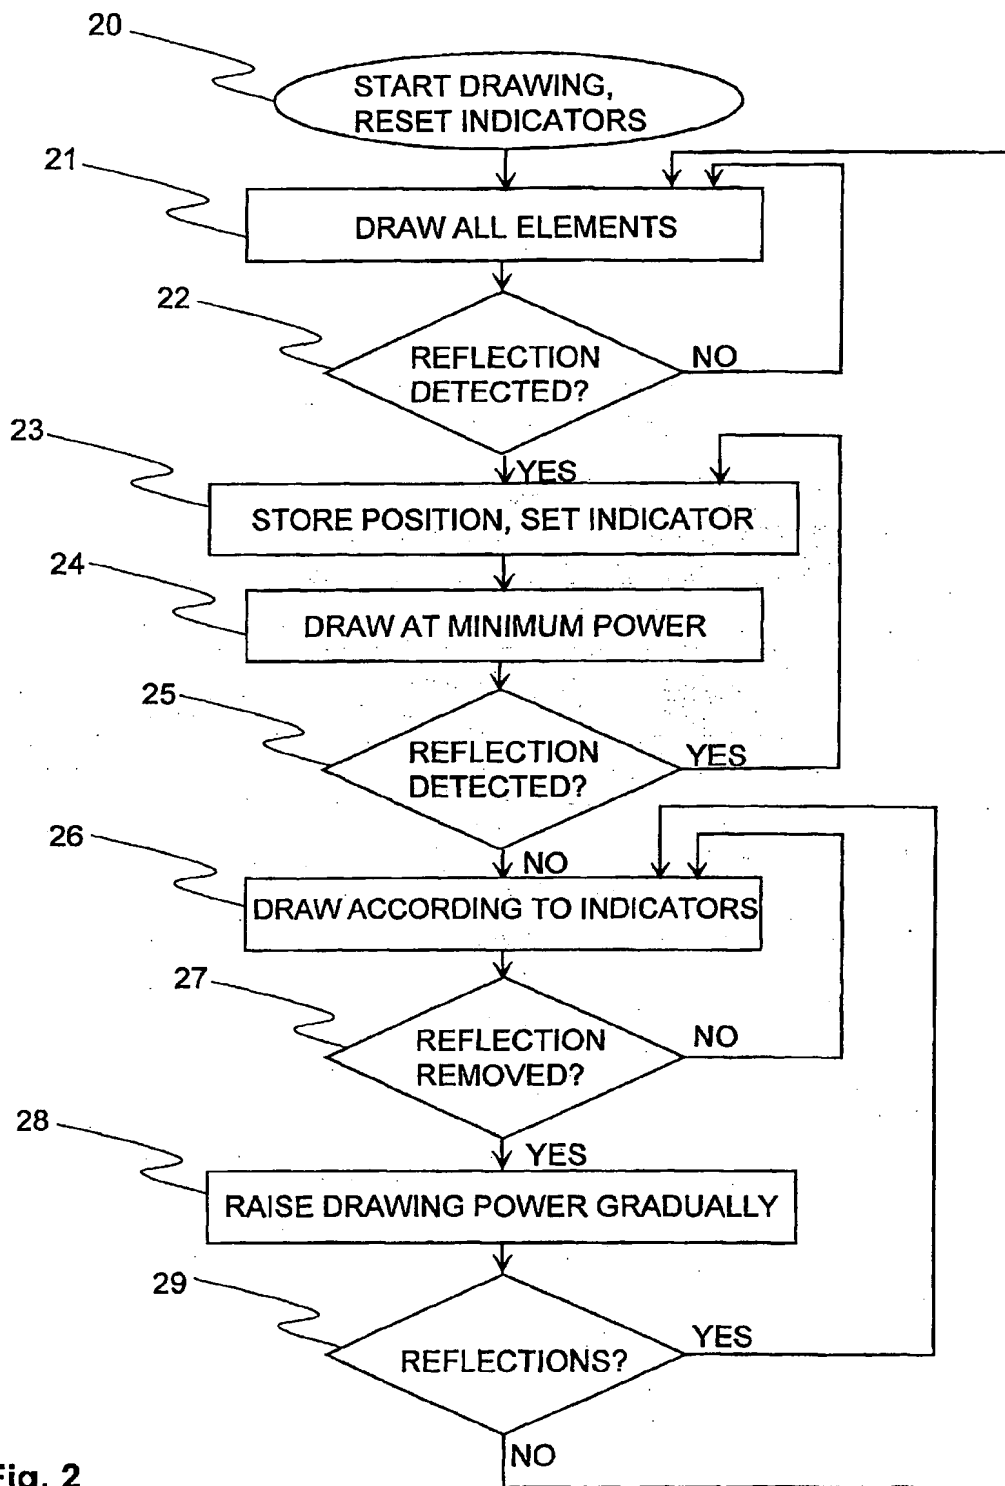 20
START DRAWING,
RESET INDICATORS
21
DRAW ALL ELEMENTS
22
REFLECTION
DETECTED?
NO
YES
23
STORE POSITION, SET INDICATOR
24
DRAW AT MINIMUM POWER
25
REFLECTION
DETECTED?
YES
NO
26
DRAW ACCORDING TO INDICATORS
27
REFLECTION
REMOVED?
NO
YES
28
RAISE DRAWING POWER GRADUALLY
29
REFLECTIONS?
YES
NO
Fig. 2